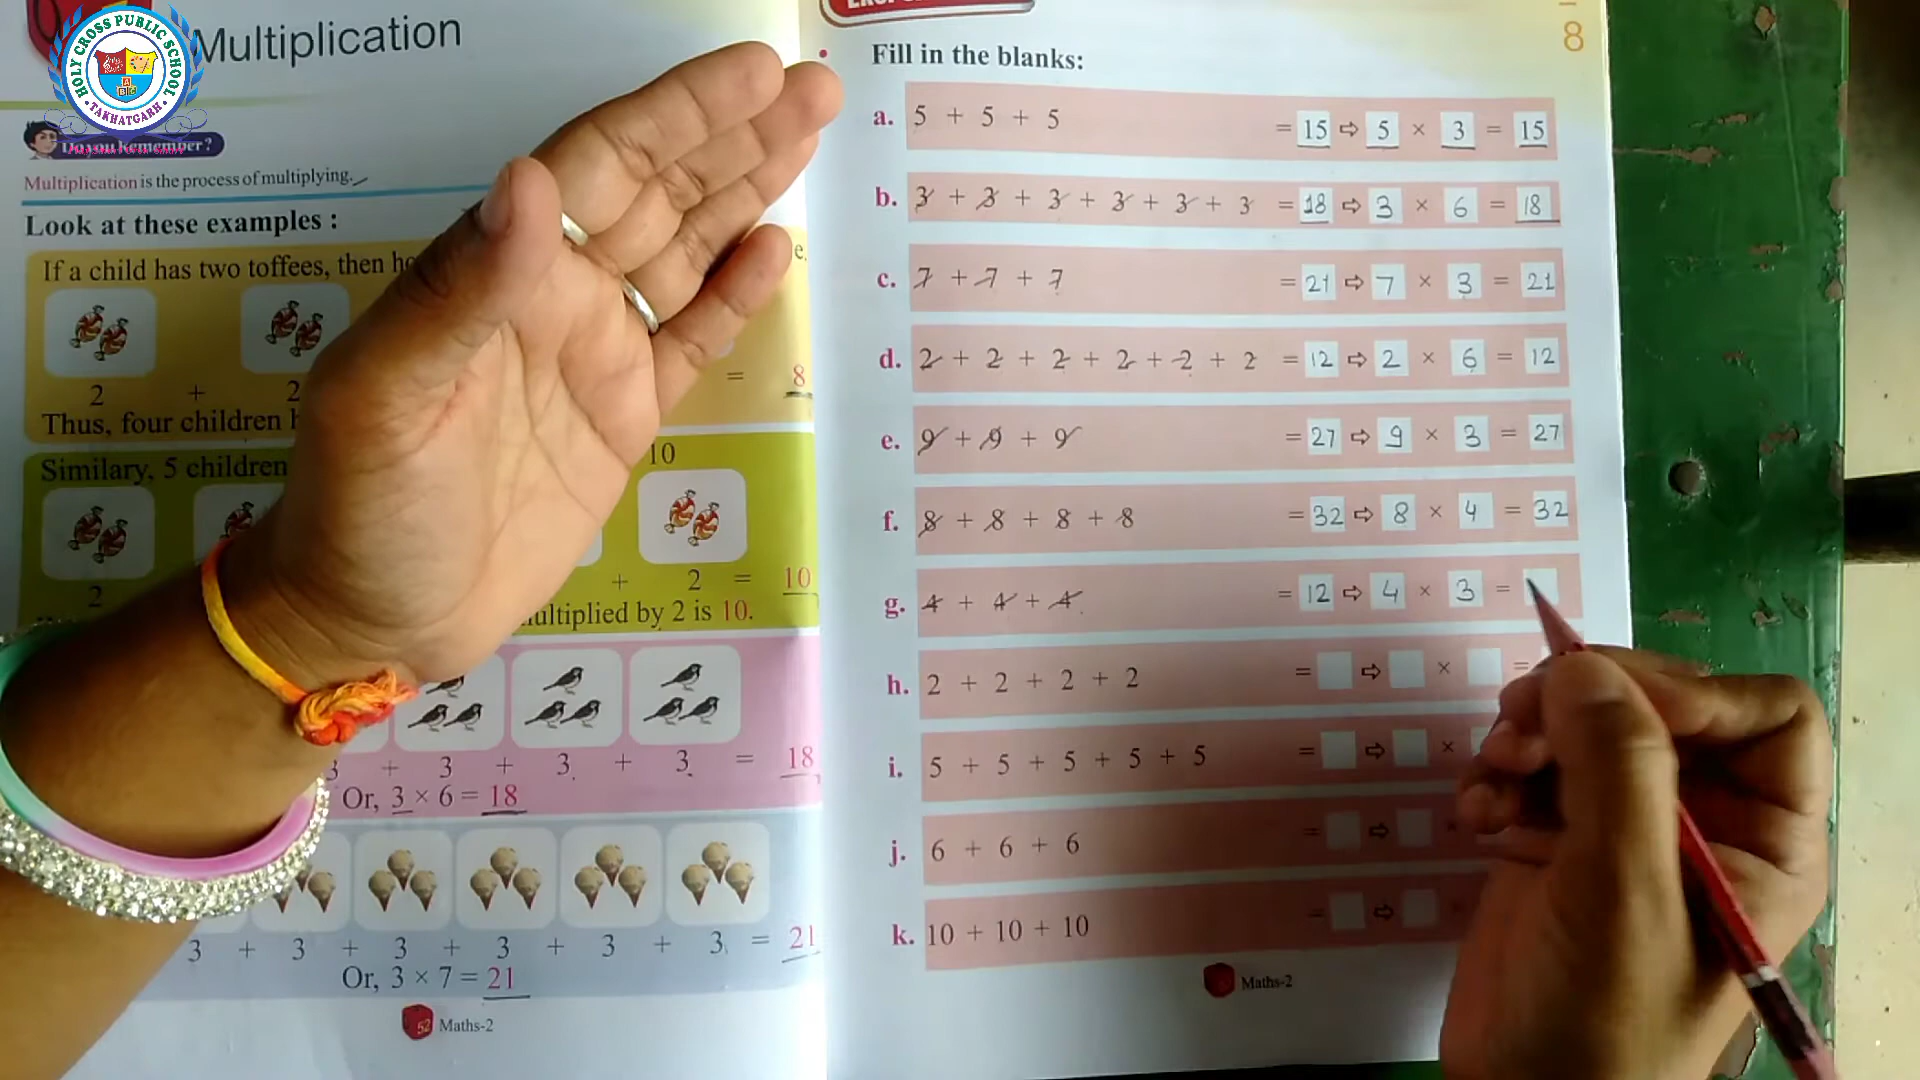 HOLY CROSS PUBLIC SCHOOL
TAKHATGARH
ABC
Multiplication
Do you Remember?
Multiplication is the process of multiplying.
Look at these examples :
If a child has two toffees, then
e,
2 + 2 = 8
Thus, four children
Similary, 5 children
10
2 + 2 = 10
multiplied by 2 is 10.
3 + 3 + 3 + 3 = 18
Or, 3 × 6 = 18
3 + 3 + 3 + 3 + 3 + 3 = 21
Or, 3 × 7 = 21
52 Maths-2
8
Fill in the blanks:
a. 5 + 5 + 5 = 15 ⇨ 5 × 3 = 15
b. 3 + 3 + 3 + 3 + 3 + 3 = 18 ⇨ 3 × 6 = 18
c. 7 + 7 + 7 = 21 ⇨ 7 × 3 = 21
d. 2 + 2 + 2 + 2 + 2 + 2 = 12 ⇨ 2 × 6 = 12
e. 9 + 9 + 9 = 27 ⇨ 9 × 3 = 27
f. 8 + 8 + 8 + 8 = 32 ⇨ 8 × 4 = 32
g. 4 + 4 + 4 = 12 ⇨ 4 × 3 =
h. 2 + 2 + 2 + 2 = ⇨ × =
i. 5 + 5 + 5 + 5 + 5 = ⇨ ×
j. 6 + 6 + 6 = ⇨ ×
k. 10 + 10 + 10 = ⇨
Maths-2